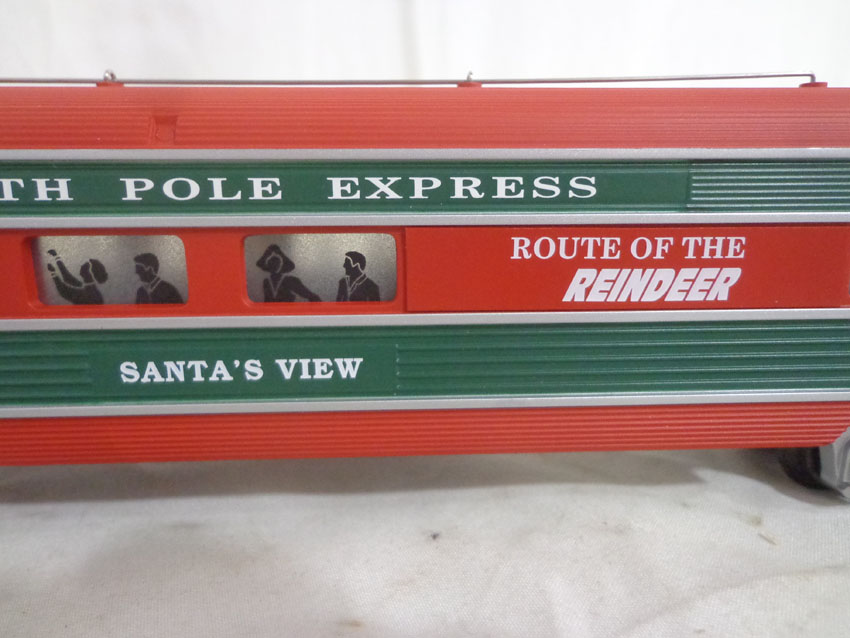 TH POLE EXPRESS
ROUTE OF THE
REINDEER
SANTA'S VIEW